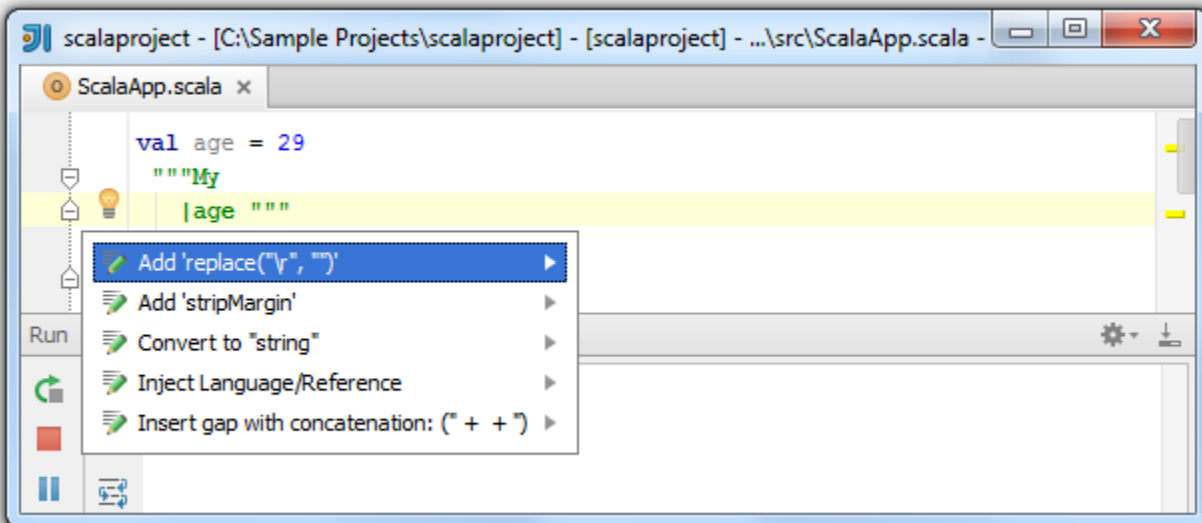 scalaproject - [C:\Sample Projects\scalaproject] - [scalaproject] - ...\src\ScalaApp.scala -
ScalaApp.scala
val age = 29
"""My
|age """
Add 'replace("\r", "")'
Add 'stripMargin'
Convert to "string"
Inject Language/Reference
Insert gap with concatenation: (" + + ")
Run